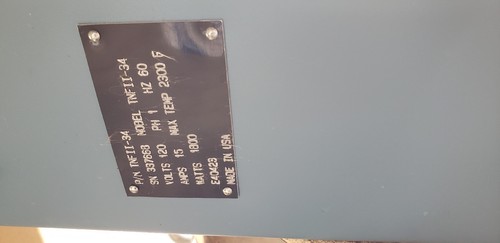 P/N TNFII-34
SN 337668 MODEL TNFII-34
VOLTS 120 PH 1 HZ 60
AMPS 15 MAX TEMP 2300 F
WATTS 1800
E40423
MADE IN USA